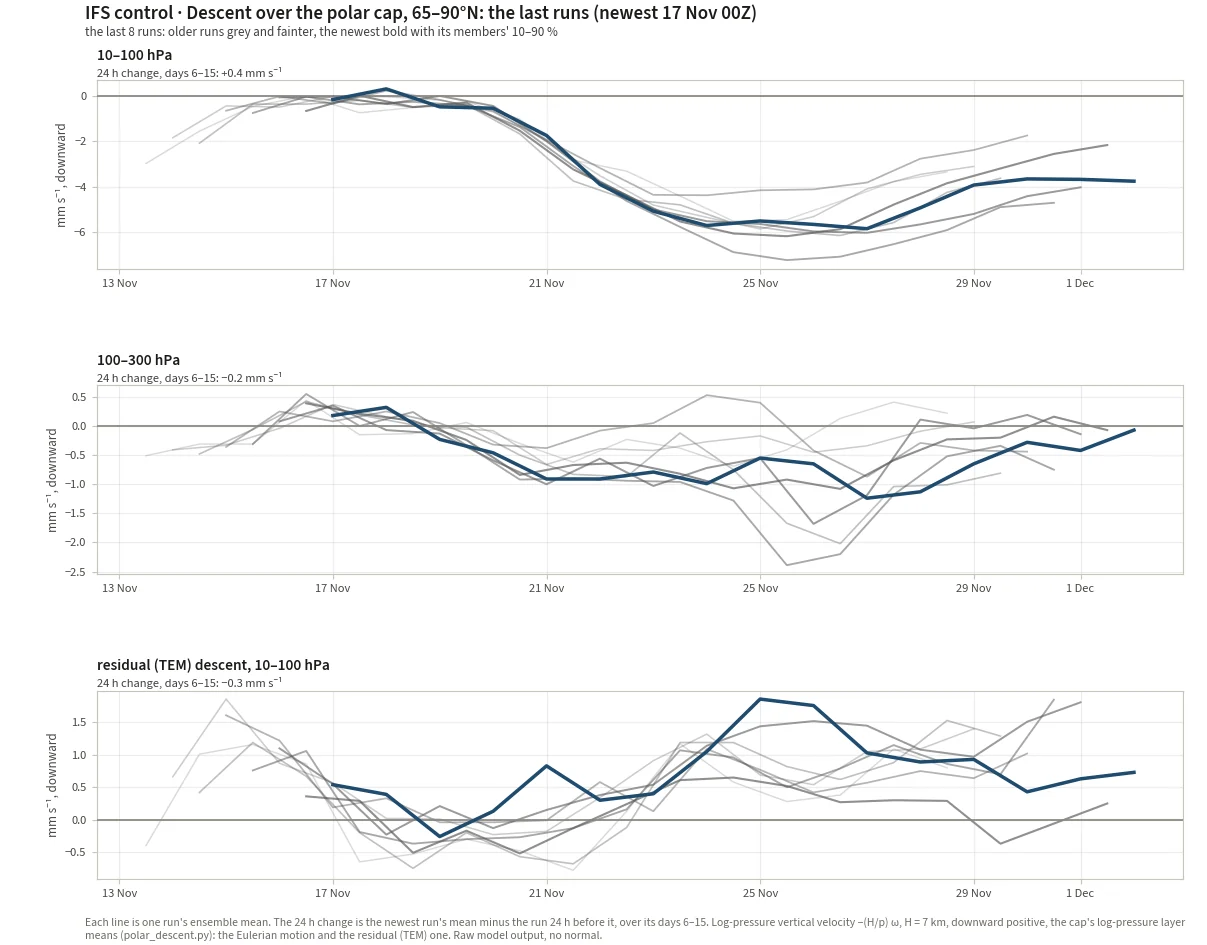 IFS control · Descent over the polar cap, 65–90°N: the last runs (newest 17 Nov 00Z)
the last 8 runs: older runs grey and fainter, the newest bold with its members' 10–90 %
10–100 hPa
24 h change, days 6–15: +0.4 mm s⁻¹
mm s⁻¹, downward
0
−2
−4
−6
13 Nov
17 Nov
21 Nov
25 Nov
29 Nov
1 Dec
100–300 hPa
24 h change, days 6–15: −0.2 mm s⁻¹
mm s⁻¹, downward
0.5
0.0
−0.5
−1.0
−1.5
−2.0
−2.5
13 Nov
17 Nov
21 Nov
25 Nov
29 Nov
1 Dec
residual (TEM) descent, 10–100 hPa
24 h change, days 6–15: −0.3 mm s⁻¹
mm s⁻¹, downward
1.5
1.0
0.5
0.0
−0.5
13 Nov
17 Nov
21 Nov
25 Nov
29 Nov
1 Dec
Each line is one run's ensemble mean. The 24 h change is the newest run's mean minus the run 24 h before it, over its days 6–15. Log-pressure vertical velocity −(H/p) ω, H = 7 km, downward positive, the cap's log-pressure layer
means (polar_descent.py): the Eulerian motion and the residual (TEM) one. Raw model output, no normal.